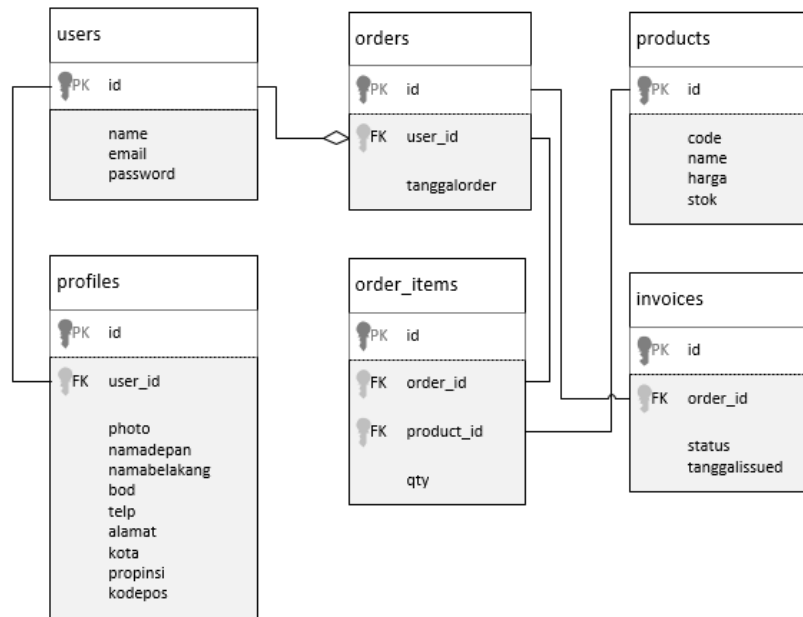 users
PK id
name
email
password
orders
PK id
FK user_id
tanggalorder
products
PK id
code
name
harga
stok
profiles
PK id
FK user_id
photo
namadepan
namabelakang
bod
telp
alamat
kota
propinsi
kodepos
order_items
PK id
FK order_id
FK product_id
qty
invoices
PK id
FK order_id
status
tanggalissued